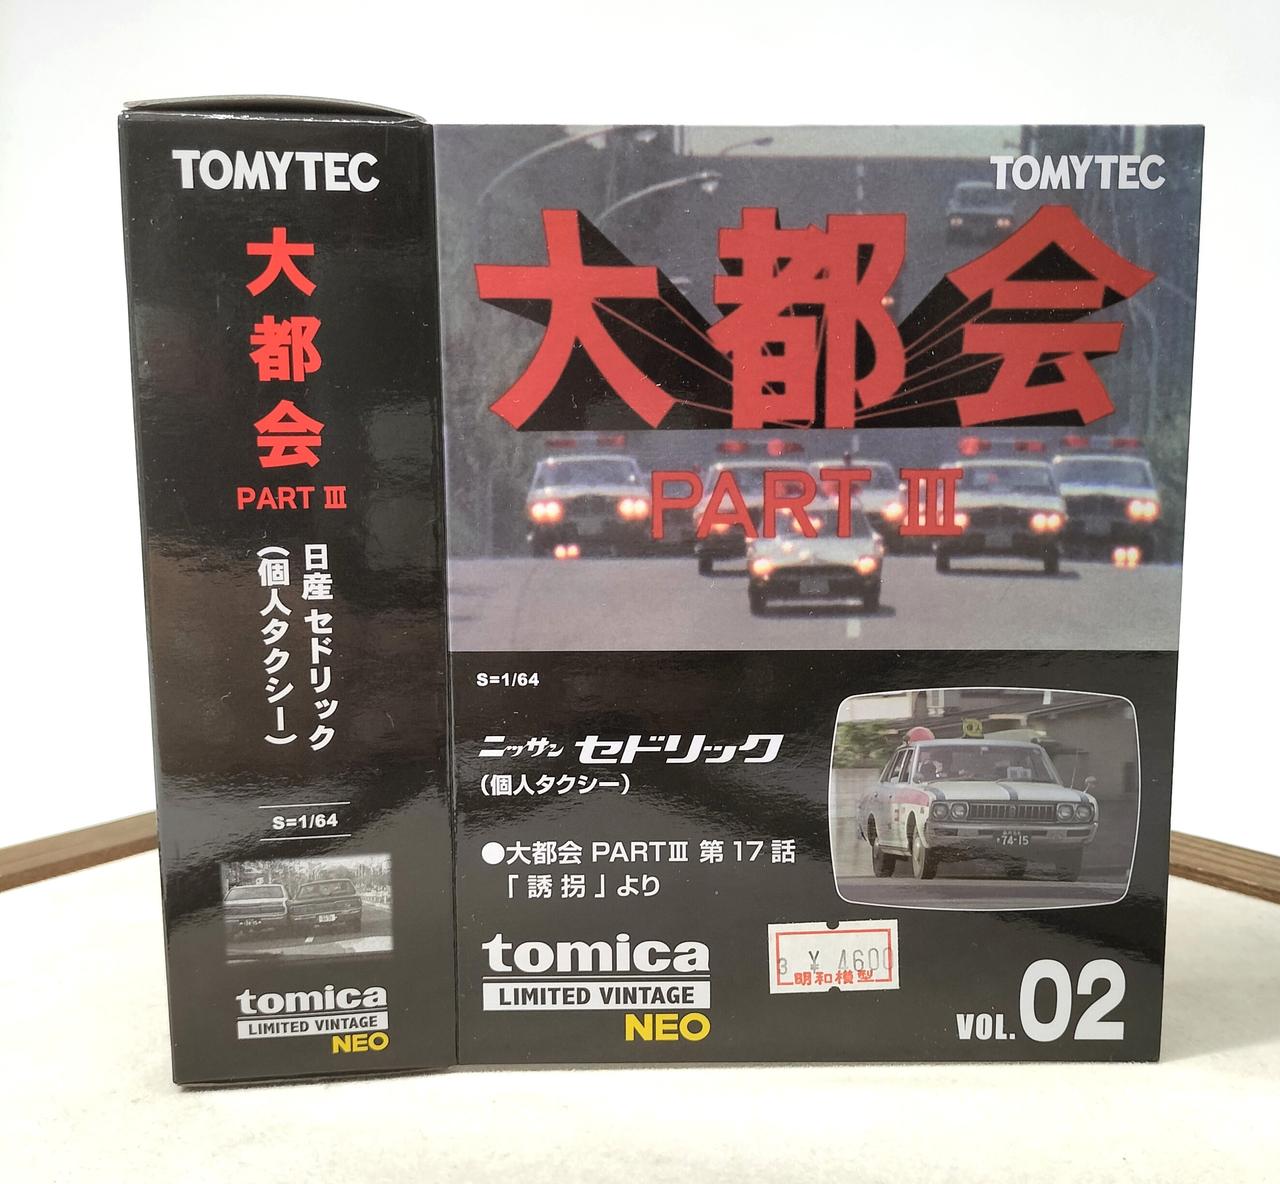 TOMYTEC
大都会
PART III
日産 セドリック
（個人タクシー）
S=1/64
tomica
LIMITED VINTAGE
NEO
TOMYTEC
大都会
PART III
S=1/64
ニッサン セドリック
（個人タクシー）
●大都会 PARTⅢ 第17話
「誘拐」より
74-15
tomica
LIMITED VINTAGE
NEO
3 ¥ 4600
明和模型
VOL.02